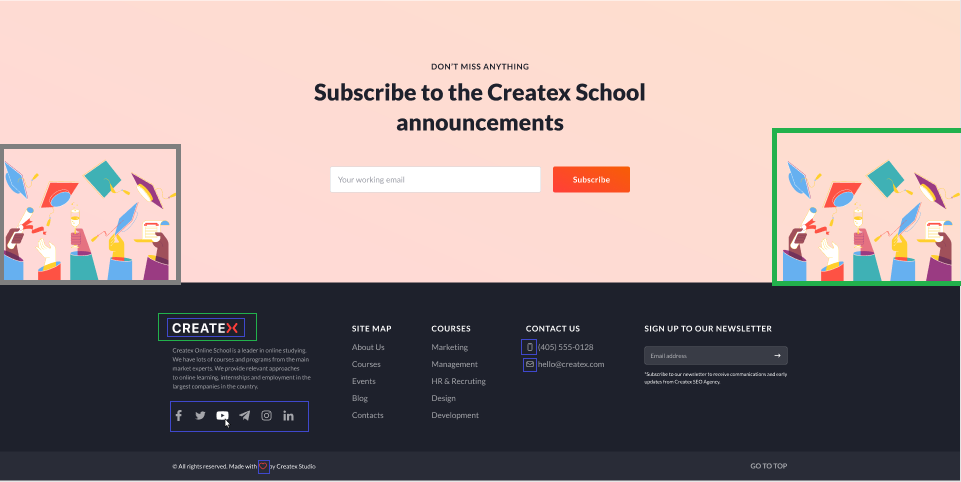 DON'T MISS ANYTHING
Subscribe to the Createx School
announcements
Your working email
Subscribe
CREATEX
Createx Online School is a leader in online studying.
We have lots of courses and programs from the main
market experts. We provide relevant approaches
to online learning, internships and employment in the
largest companies in the country.
SITE MAP
About Us
Courses
Events
Blog
Contacts
COURSES
Marketing
Management
HR & Recruting
Design
Development
CONTACT US
(405) 555-0128
hello@createx.com
SIGN UP TO OUR NEWSLETTER
Email address
*Subscribe to our newsletter to receive communications and early
updates from Createx SEO Agency.
© All rights reserved. Made with by Createx Studio
GO TO TOP